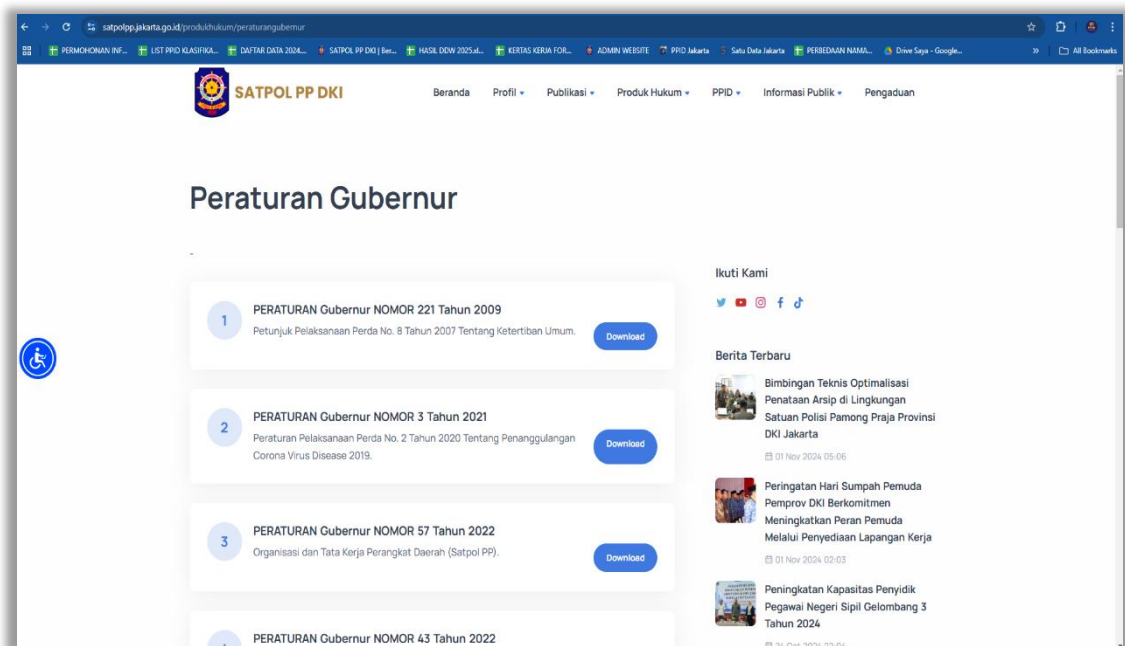 satpolpp.jakarta.go.id/produkhukum/peraturangubernur
PERMOHONAN INF... LIST PPID KLASIFIKA... DAFTAR DATA 2024... SATPOL PP DKI | Ber... HASIL DDW 2025.xl... KERTAS KERJA FOR... ADMIN WEBSITE PPID Jakarta Satu Data Jakarta PERBEDAAN NAMA... Drive Saya - Google... » All Bookmarks
SATPOL PP DKI
Beranda Profil Publikasi Produk Hukum PPID Informasi Publik Pengaduan
Peraturan Gubernur
-
1
PERATURAN Gubernur NOMOR 221 Tahun 2009
Petunjuk Pelaksanaan Perda No. 8 Tahun 2007 Tentang Ketertiban Umum.
Download
2
PERATURAN Gubernur NOMOR 3 Tahun 2021
Peraturan Pelaksanaan Perda No. 2 Tahun 2020 Tentang Penanggulangan
Corona Virus Disease 2019.
Download
3
PERATURAN Gubernur NOMOR 57 Tahun 2022
Organisasi dan Tata Kerja Perangkat Daerah (Satpol PP).
Download
PERATURAN Gubernur NOMOR 43 Tahun 2022
Ikuti Kami
Berita Terbaru
Bimbingan Teknis Optimalisasi
Penataan Arsip di Lingkungan
Satuan Polisi Pamong Praja Provinsi
DKI Jakarta
01 Nov 2024 05:06
Peringatan Hari Sumpah Pemuda
Pemprov DKI Berkomitmen
Meningkatkan Peran Pemuda
Melalui Penyediaan Lapangan Kerja
01 Nov 2024 02:03
Peningkatan Kapasitas Penyidik
Pegawai Negeri Sipil Gelombang 3
Tahun 2024